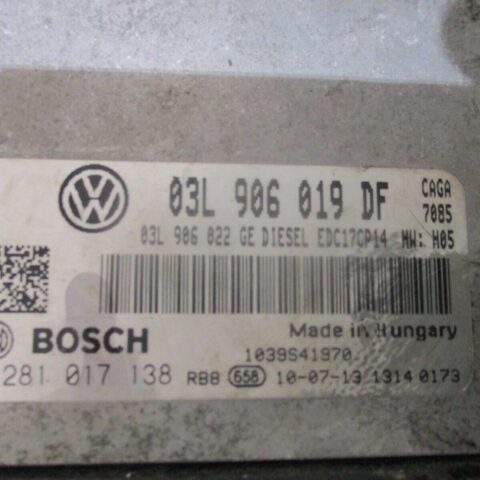 03L 906 019 DF CAGA
7085
03L 906 022 GE DIESEL EDC17CP14 HW: H05
BOSCH Made in Hungary
1039S41970
281 017 138 RB8 658 10-07-13 1314 0173